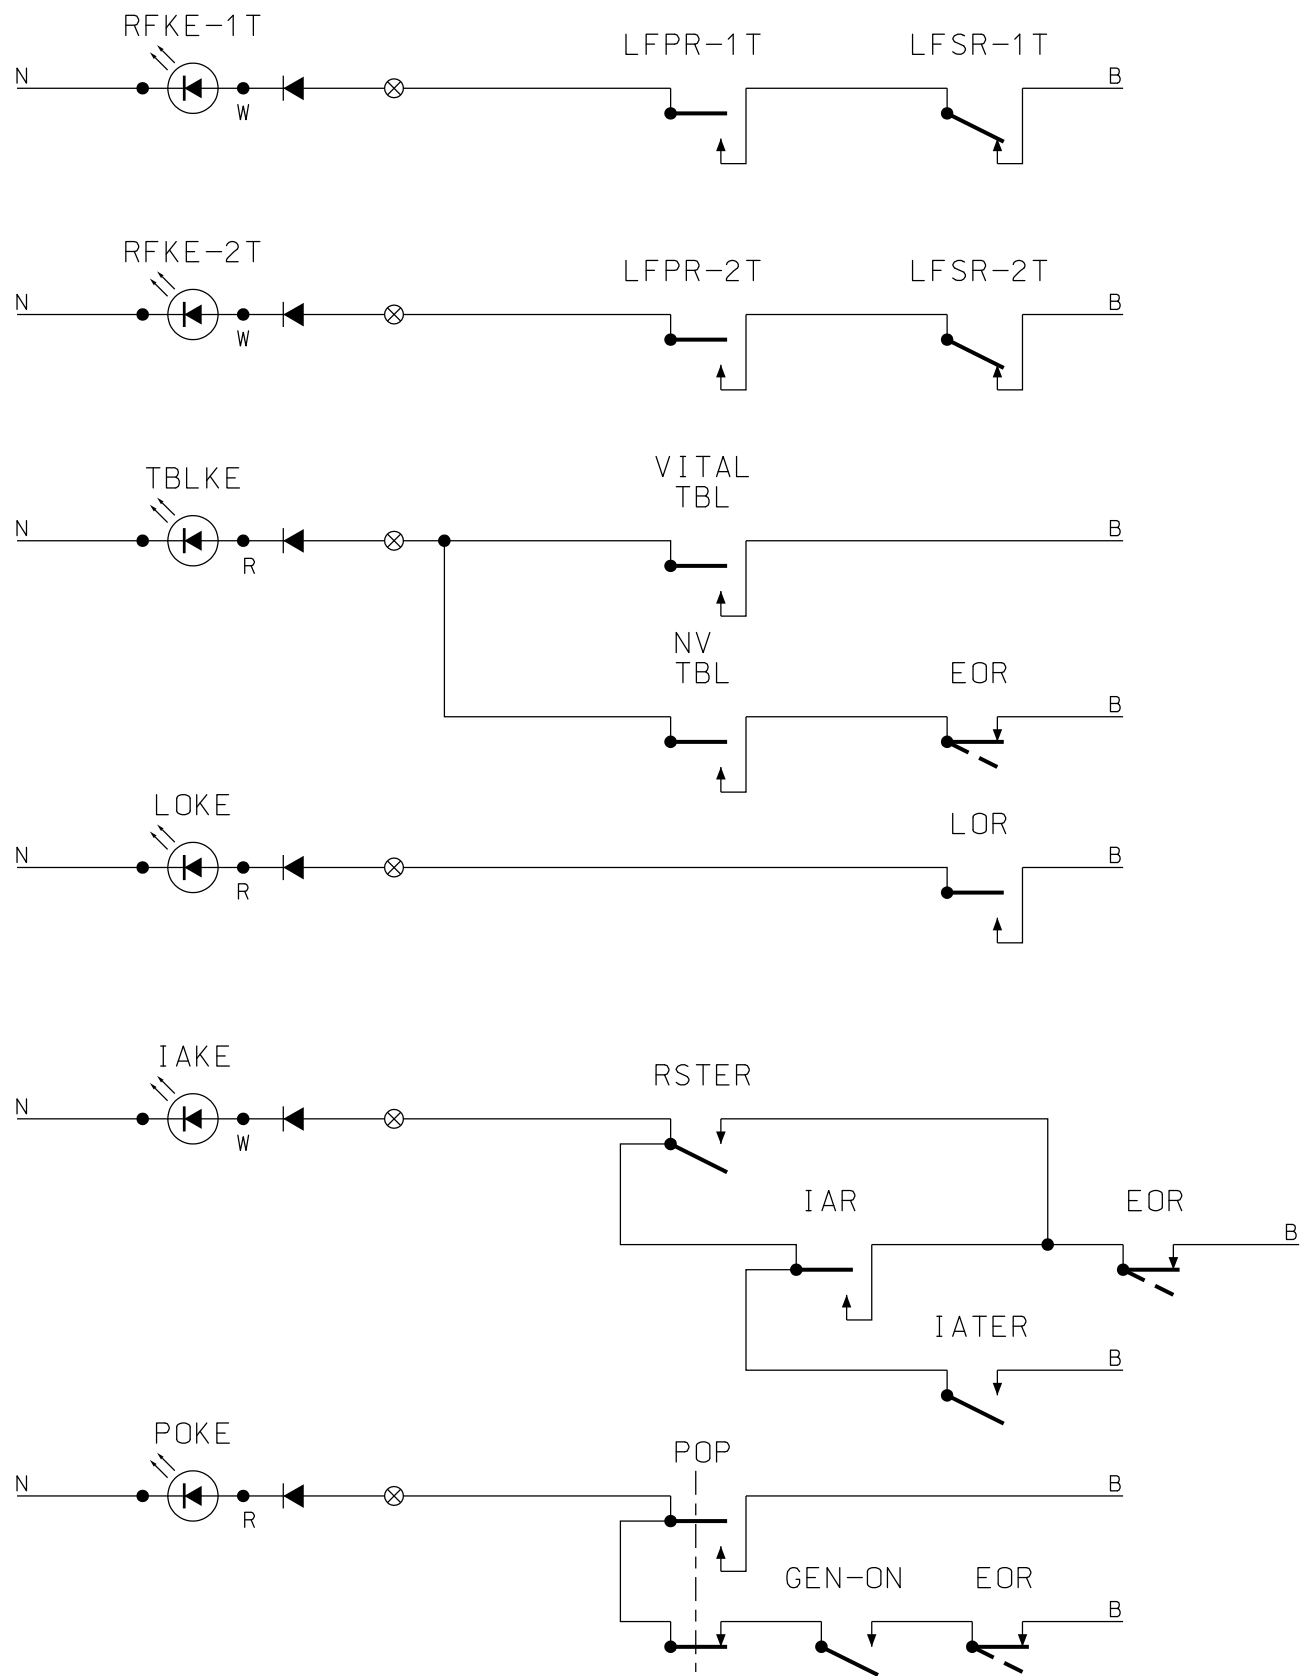 RFKE-1T
LFPR-1T
LFSR-1T
N
W
B
RFKE-2T
LFPR-2T
LFSR-2T
N
W
B
TBLKE
VITAL
TBL
N
R
B
NV
TBL
EOR
B
LOKE
LOR
N
R
B
IAKE
RSTER
N
W
IAR
EOR
B
IATER
B
POKE
POP
N
R
B
GEN-ON
EOR
B